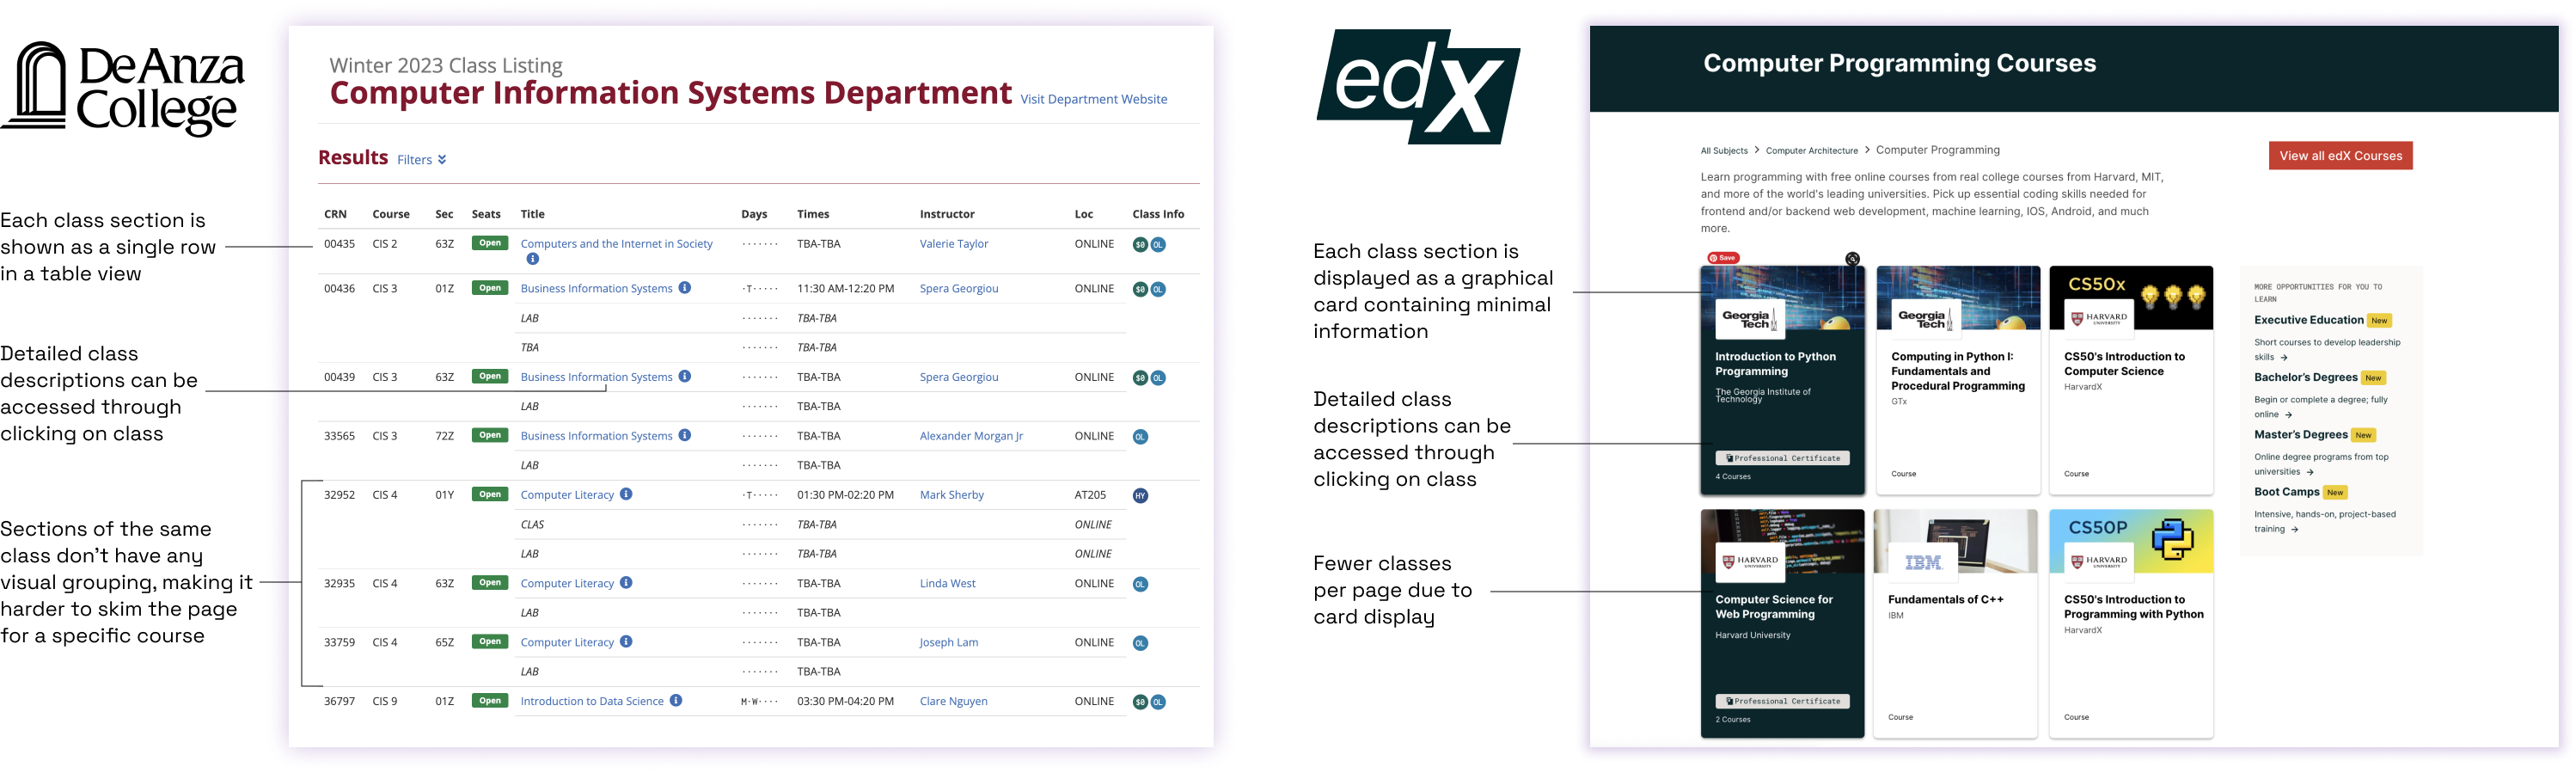 DeAnza
College
Each class section is
shown as a single row
in a table view
Detailed class
descriptions can be
accessed through
clicking on class
Sections of the same
class don't have any
visual grouping, making it
harder to skim the page
for a specific course
Winter 2023 Class Listing
Computer Information Systems Department Visit Department Website
Results Filters
CRN Course Sec Seats Title Days Times Instructor Loc Class Info
00435 CIS 2 63Z Open Computers and the Internet in Society ······· TBA-TBA Valerie Taylor ONLINE $0 OL
00436 CIS 3 01Z Open Business Information Systems ·T····· 11:30 AM-12:20 PM Spera Georgiou ONLINE $0 OL
LAB ······· TBA-TBA
TBA ······· TBA-TBA
00439 CIS 3 63Z Open Business Information Systems ······· TBA-TBA Spera Georgiou ONLINE $0 OL
LAB ······· TBA-TBA
33565 CIS 3 72Z Open Business Information Systems ······· TBA-TBA Alexander Morgan Jr ONLINE OL
LAB ······· TBA-TBA
32952 CIS 4 01Y Open Computer Literacy ·T····· 01:30 PM-02:20 PM Mark Sherby AT205 HY
CLAS ······· TBA-TBA ONLINE
LAB ······· TBA-TBA ONLINE
32935 CIS 4 63Z Open Computer Literacy ······· TBA-TBA Linda West ONLINE OL
LAB ······· TBA-TBA
33759 CIS 4 65Z Open Computer Literacy ······· TBA-TBA Joseph Lam ONLINE OL
LAB ······· TBA-TBA
36797 CIS 9 01Z Open Introduction to Data Science M·W···· 03:30 PM-04:20 PM Clare Nguyen ONLINE $0 OL
edX
Each class section is
displayed as a graphical
card containing minimal
information
Detailed class
descriptions can be
accessed through
clicking on class
Fewer classes
per page due to
card display
Computer Programming Courses
All Subjects > Computer Architecture > Computer Programming
View all edX Courses
Learn programming with free online courses from real college courses from Harvard, MIT,
and more of the world's leading universities. Pick up essential coding skills needed for
frontend and/or backend web development, machine learning, IOS, Android, and much
more.
Save
Georgia
Tech
Introduction to Python
Programming
The Georgia Institute of
Technology
Professional Certificate
4 Courses
Georgia
Tech
Computing in Python I:
Fundamentals and
Procedural Programming
GTx
Course
CS50x
HARVARD
UNIVERSITY
CS50's Introduction to
Computer Science
HarvardX
Course
HARVARD
UNIVERSITY
Computer Science for
Web Programming
Harvard University
Professional Certificate
2 Courses
IBM
Fundamentals of C++
IBM
Course
CS50P
HARVARD
UNIVERSITY
CS50's Introduction to
Programming with Python
HarvardX
Course
MORE OPPORTUNITIES FOR YOU TO
LEARN
Executive Education New
Short courses to develop leadership
skills →
Bachelor's Degrees New
Begin or complete a degree; fully
online →
Master's Degrees New
Online degree programs from top
universities →
Boot Camps New
Intensive, hands-on, project-based
training →